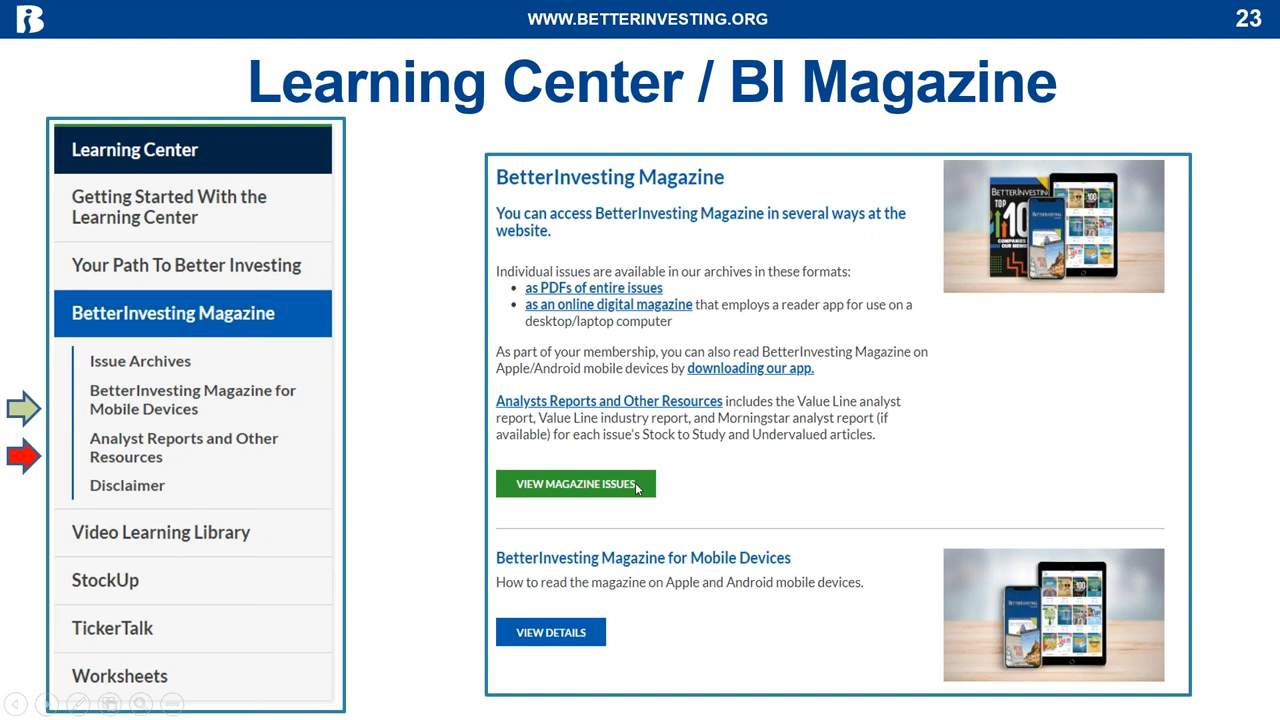 WWW.BETTERINVESTING.ORG
23
Learning Center / BI Magazine
Learning Center
Getting Started With the
Learning Center
Your Path To Better Investing
BetterInvesting Magazine
Issue Archives
BetterInvesting Magazine for
Mobile Devices
Analyst Reports and Other
Resources
Disclaimer
Video Learning Library
StockUp
TickerTalk
Worksheets
BetterInvesting Magazine
You can access BetterInvesting Magazine in several ways at the
website.
Individual issues are available in our archives in these formats:
• as PDFs of entire issues
• as an online digital magazine that employs a reader app for use on a
desktop/laptop computer
As part of your membership, you can also read BetterInvesting Magazine on
Apple/Android mobile devices by downloading our app.
Analysts Reports and Other Resources includes the Value Line analyst
report, Value Line industry report, and Morningstar analyst report (if
available) for each issue's Stock to Study and Undervalued articles.
VIEW MAGAZINE ISSUES
BETTERINVESTING
TOP
100
COMPANIES
BetterInvesting Magazine for Mobile Devices
How to read the magazine on Apple and Android mobile devices.
VIEW DETAILS